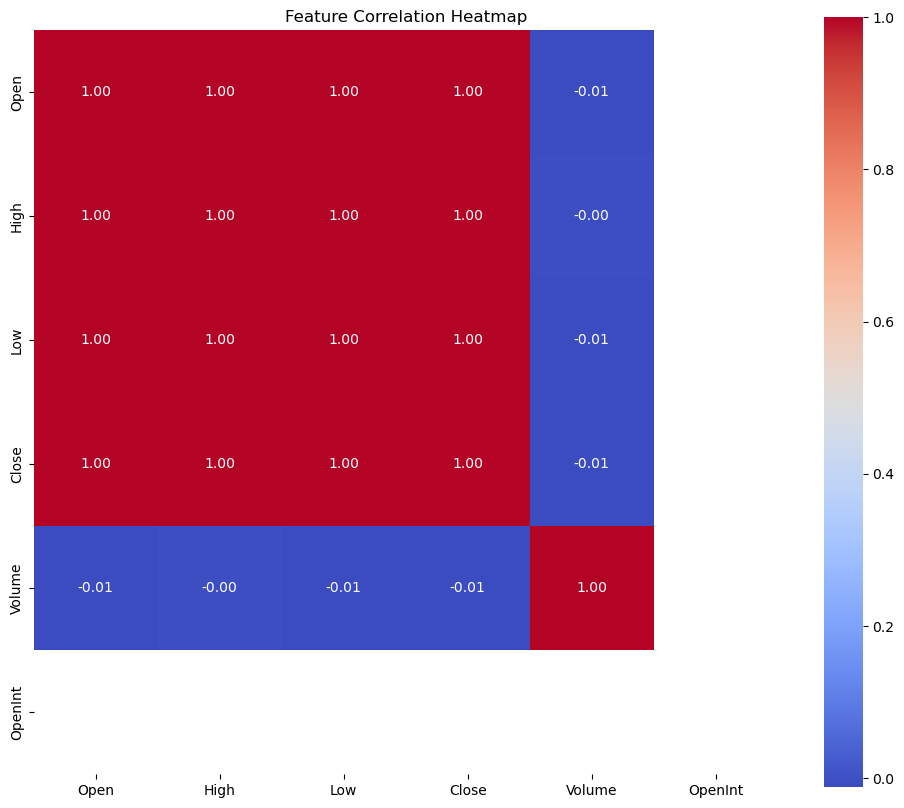 Feature Correlation Heatmap
Open 1.00 1.00 1.00 1.00 -0.01
High 1.00 1.00 1.00 1.00 -0.00
Low 1.00 1.00 1.00 1.00 -0.01
Close 1.00 1.00 1.00 1.00 -0.01
Volume -0.01 -0.00 -0.01 -0.01 1.00
OpenInt
Open High Low Close Volume OpenInt
1.0
0.8
0.6
0.4
0.2
0.0